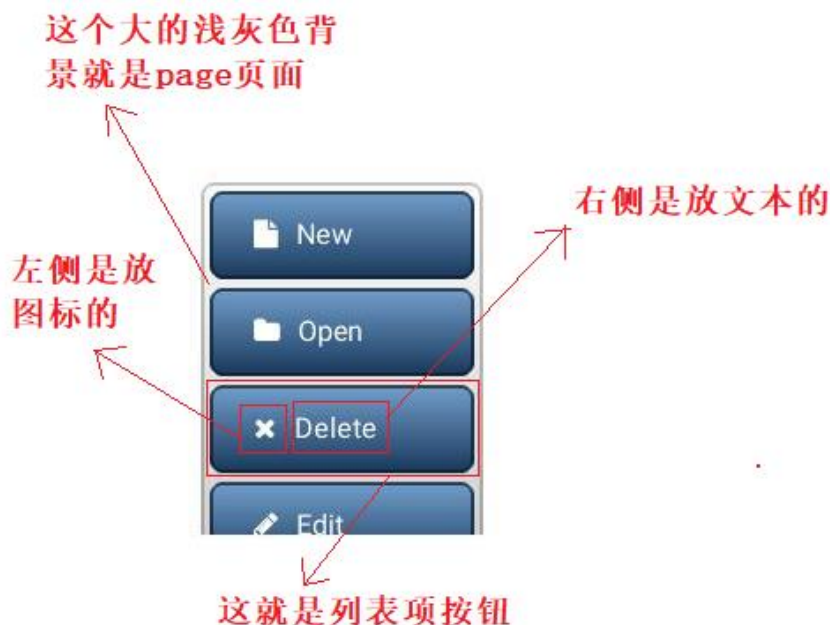 这个大的浅灰色背
景就是page页面
右侧是放文本的
New
左侧是放
图标的
Open
Delete
Edit
这就是列表项按钮